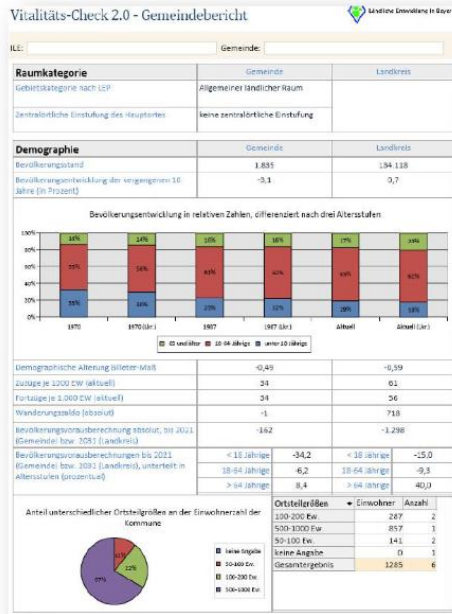 Vitalitäts-Check 2.0 - Gemeindebericht
Ländliche Entwicklung in Bayern
ILE: Gemeinde:
Raumkategorie Gemeinde Landkreis
Gebietskategorie nach LEP Allgemeiner ländlicher Raum
Zentralörtliche Einstufung des Hauptortes keine zentralörtliche Einstufung
Demographie Gemeinde Landkreis
Bevölkerungsstand 1.835 134.118
Bevölkerungsentwicklung der vergangenen 10 -3,1 0,7
Jahre (in Prozent)
Bevölkerungsentwicklung in relativen Zahlen, differenziert nach drei Altersstufen
100%
80%
60%
40%
20%
0%
14% 16% 17%
56%
1970 1970 (Lkr.) 1987 1987 (Lkr.) Aktuell Aktuell (Lkr.)
Demographische Alterung Billeter-Maß -0,49 -0,59
Zuzüge je 1000 EW (aktuell) 34 61
Fortzüge je 1.000 EW (aktuell) 34 56
Wanderungssaldo (absolut) -1 718
Bevölkerungsvorausberechnung absolut, bis 2021 -162 -1.298
(Gemeinde) bzw. 2031 (Landkreis)
Bevölkerungsvorausberechnungen bis 2021 < 18 Jährige -34,2 < 18 Jährige -15,0
(Gemeinde) bzw. 2031 (Landkreis), unterteilt in 18-64 Jährige -6,2 18-64 Jährige -9,3
Altersstufen (prozentual) > 64 Jährige 8,4 > 64 Jährige 40,0
Anteil unterschiedlicher Ortsteilgrößen an der Einwohnerzahl der
Kommune
11%
22%
67%
keine Angabe
50-100 Ew.
100-200 Ew.
500-1000 Ew.
Ortsteilgrößen Einwohner Anzahl
100-200 Ew. 287 2
500-1000 Ew. 857 1
50-100 Ew. 141 2
keine Angabe 0 1
Gesamtergebnis 1285 6